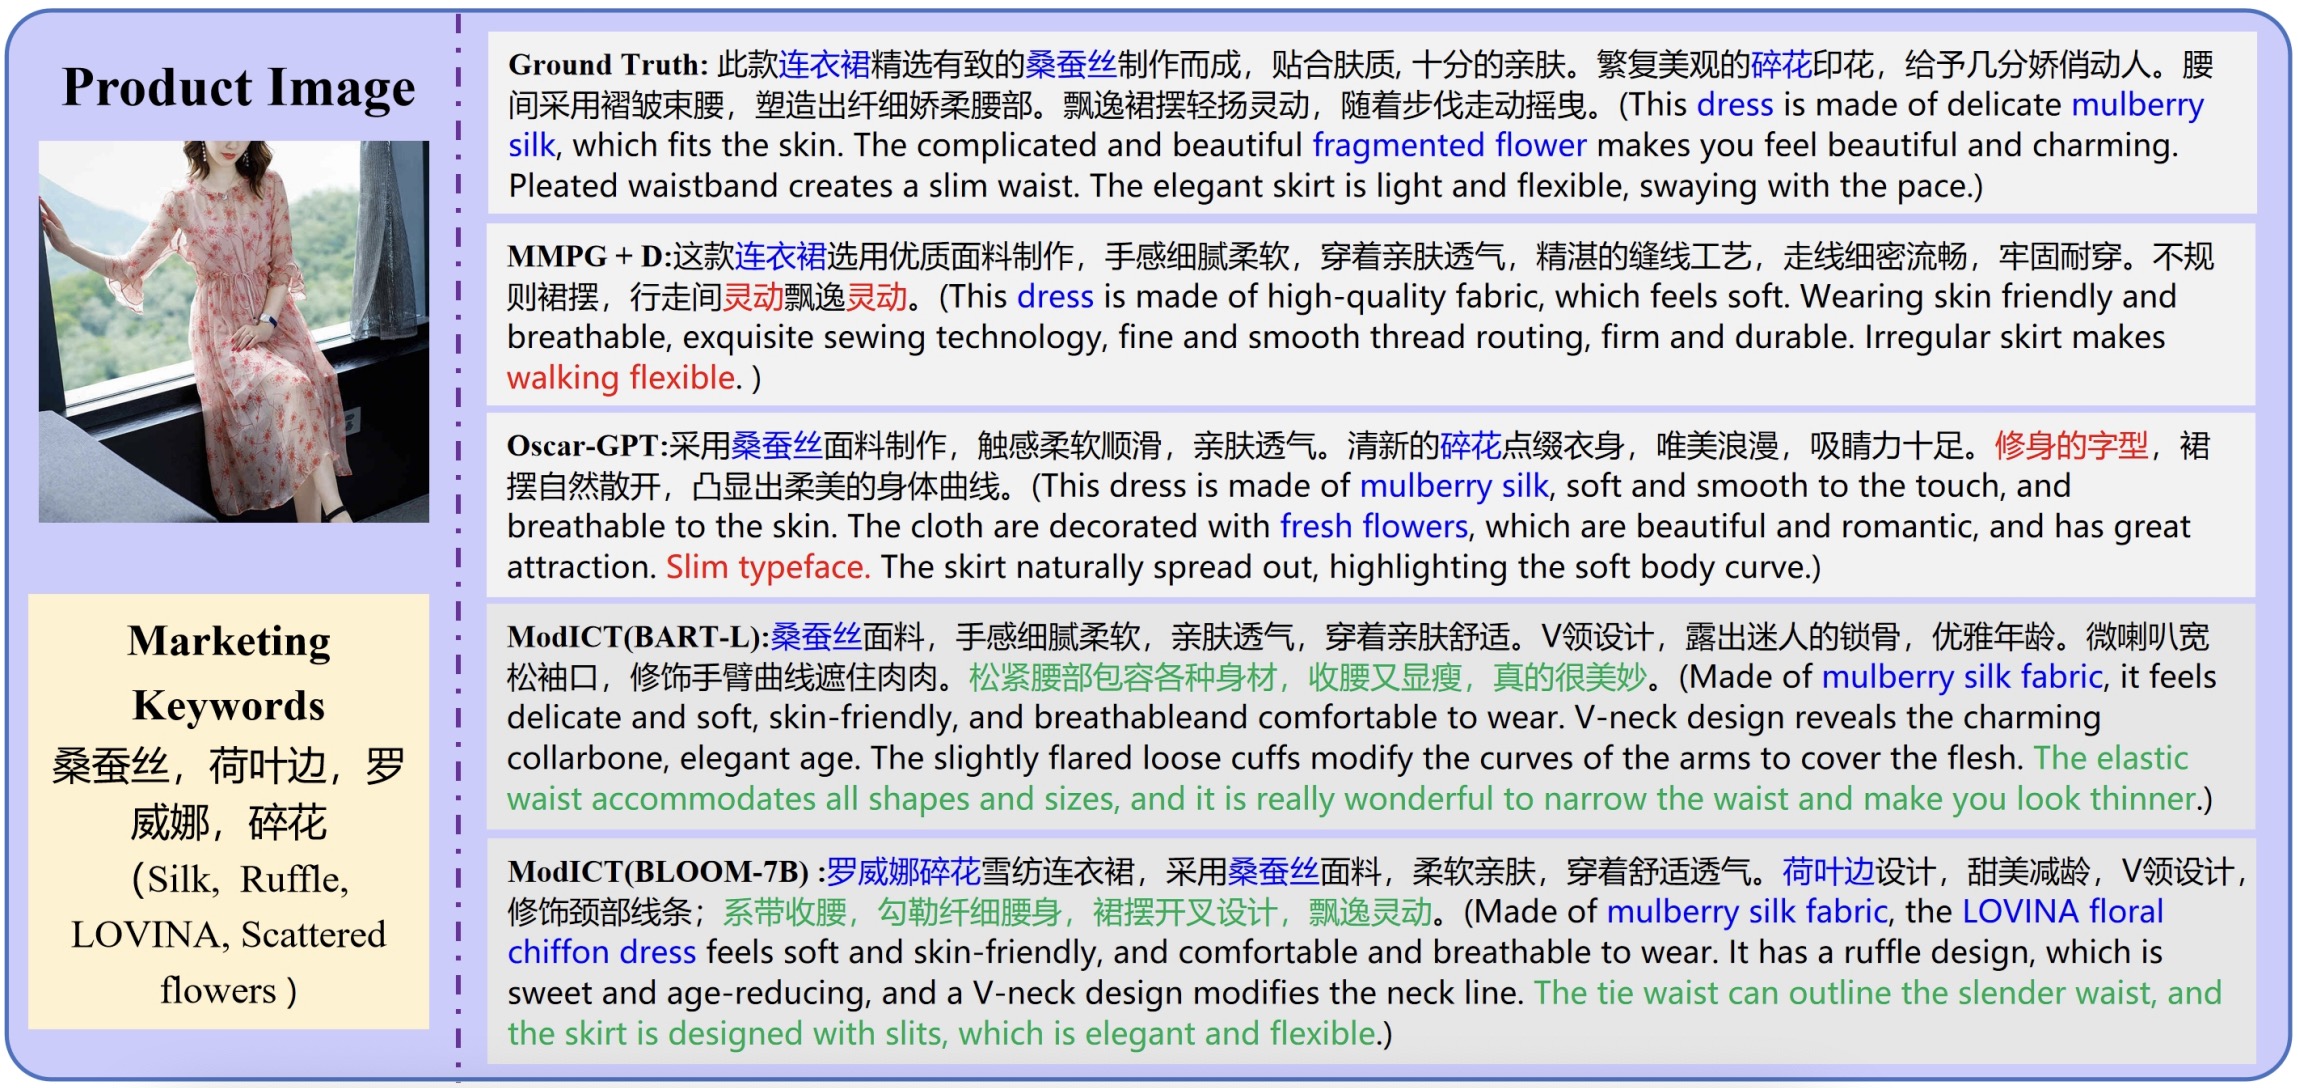 Product Image
Marketing
Keywords
桑蚕丝，荷叶边，罗
威娜，碎花
(Silk, Ruffle,
LOVINA, Scattered
flowers )
Ground Truth: 此款连衣裙精选有致的桑蚕丝制作而成，贴合肤质, 十分的亲肤。繁复美观的碎花印花，给予几分娇俏动人。腰
间采用褶皱束腰，塑造出纤细娇柔腰部。飘逸裙摆轻扬灵动，随着步伐走动摇曳。(This dress is made of delicate mulberry
silk, which fits the skin. The complicated and beautiful fragmented flower makes you feel beautiful and charming.
Pleated waistband creates a slim waist. The elegant skirt is light and flexible, swaying with the pace.)
MMPG + D:这款连衣裙选用优质面料制作，手感细腻柔软，穿着亲肤透气，精湛的缝线工艺，走线细密流畅，牢固耐穿。不规
则裙摆，行走间灵动飘逸灵动。(This dress is made of high-quality fabric, which feels soft. Wearing skin friendly and
breathable, exquisite sewing technology, fine and smooth thread routing, firm and durable. Irregular skirt makes
walking flexible. )
Oscar-GPT:采用桑蚕丝面料制作，触感柔软顺滑，亲肤透气。清新的碎花点缀衣身，唯美浪漫，吸睛力十足。修身的字型，裙
摆自然散开，凸显出柔美的身体曲线。(This dress is made of mulberry silk, soft and smooth to the touch, and
breathable to the skin. The cloth are decorated with fresh flowers, which are beautiful and romantic, and has great
attraction. Slim typeface. The skirt naturally spread out, highlighting the soft body curve.)
ModICT(BART-L):桑蚕丝面料，手感细腻柔软，亲肤透气，穿着亲肤舒适。V领设计，露出迷人的锁骨，优雅年龄。微喇叭宽
松袖口，修饰手臂曲线遮住肉肉。松紧腰部包容各种身材，收腰又显瘦，真的很美妙。(Made of mulberry silk fabric, it feels
delicate and soft, skin-friendly, and breathableand comfortable to wear. V-neck design reveals the charming
collarbone, elegant age. The slightly flared loose cuffs modify the curves of the arms to cover the flesh. The elastic
waist accommodates all shapes and sizes, and it is really wonderful to narrow the waist and make you look thinner.)
ModICT(BLOOM-7B) :罗威娜碎花雪纺连衣裙，采用桑蚕丝面料，柔软亲肤，穿着舒适透气。荷叶边设计，甜美减龄，V领设计，
修饰颈部线条；系带收腰，勾勒纤细腰身，裙摆开叉设计，飘逸灵动。(Made of mulberry silk fabric, the LOVINA floral
chiffon dress feels soft and skin-friendly, and comfortable and breathable to wear. It has a ruffle design, which is
sweet and age-reducing, and a V-neck design modifies the neck line. The tie waist can outline the slender waist, and
the skirt is designed with slits, which is elegant and flexible.)